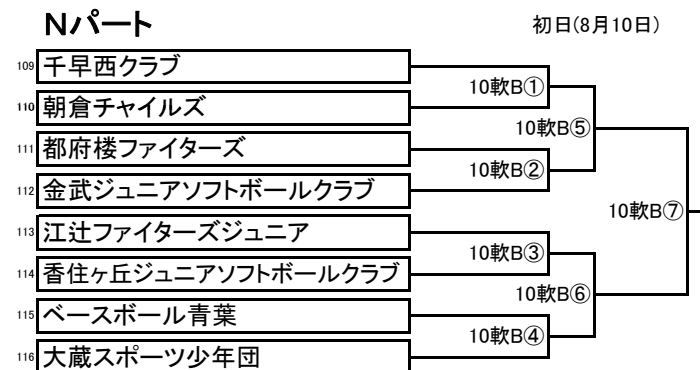 Nパート
初日(8月10日)
109 千早西クラブ
10軟B①
110 朝倉チャイルズ
10軟B⑤
111 都府楼ファイターズ
10軟B②
112 金武ジュニアソフトボールクラブ
10軟B⑦
113 江辻ファイターズジュニア
10軟B③
114 香住ヶ丘ジュニアソフトボールクラブ
10軟B⑥
115 ベースボール青葉
10軟B④
116 大蔵スポーツ少年団